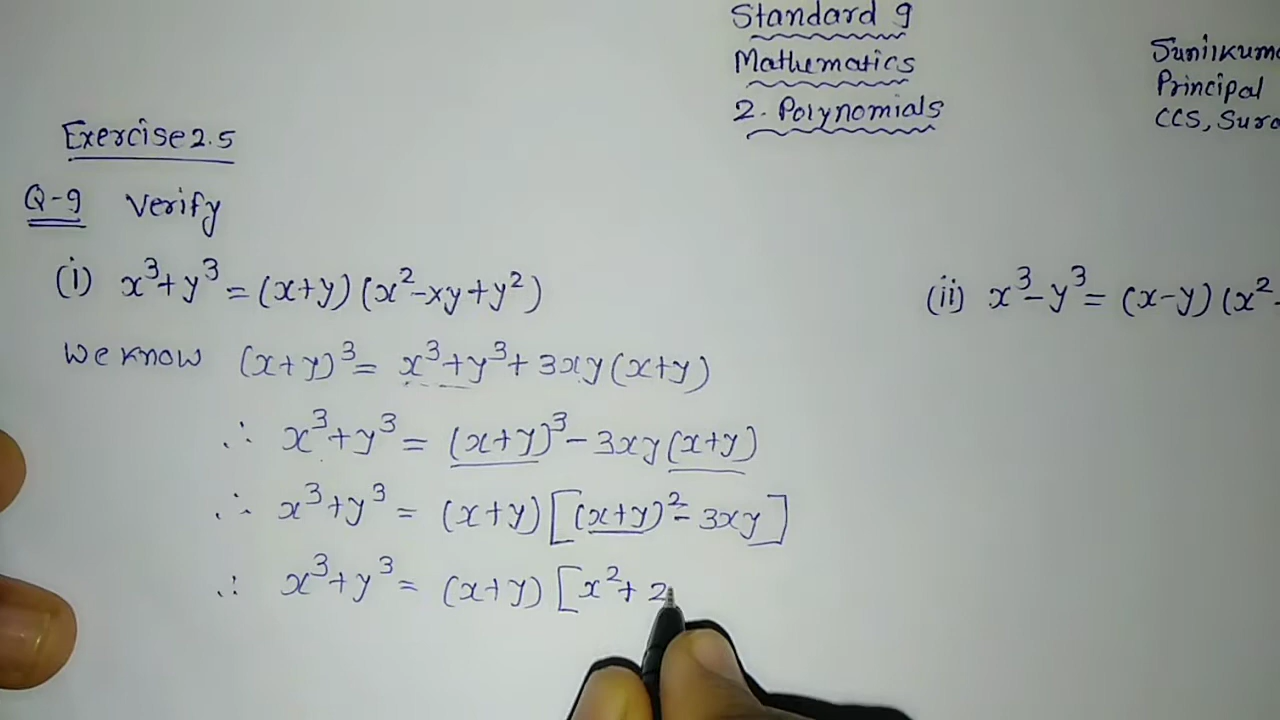 Standard 9
Mathematics
2. Polynomials
Principal
CCS,
Exercise 2.5
Q-9 Verify
(i) x³+y³ = (x+y) (x²-xy+y²)
(ii) x³-y³ = (x-y) (x²-
We know (x+y)³ = x³+y³+3xy(x+y)
∴ x³+y³ = (x+y)³-3xy(x+y)
∴ x³+y³ = (x+y)[(x+y)²-3xy]
∴ x³+y³ = (x+y)[x²+2